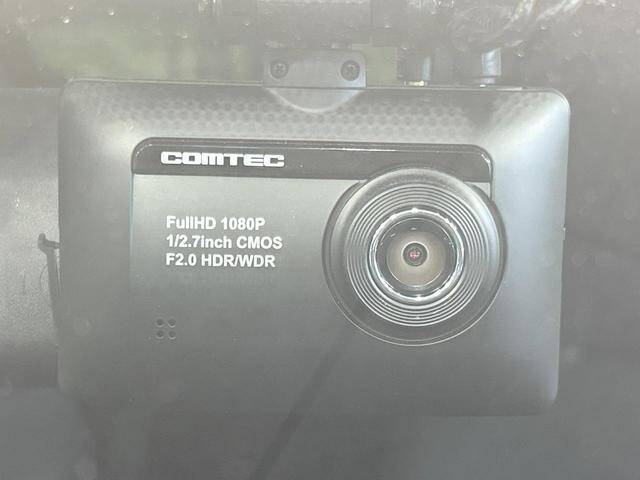 COMTEC
FullHD 1080P
1/2.7inch CMOS
F2.0 HDR/WDR